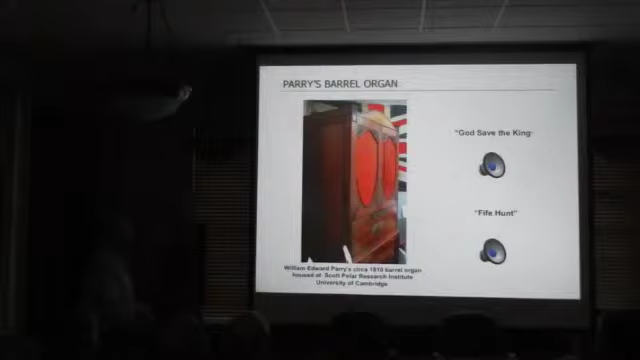 PARRY'S BARREL ORGAN
"God Save the King
"Fife Hunt"
William Edward Parry's circa 1810 barrel organ
housed at Scott Polar Research Institute
University of Cambridge